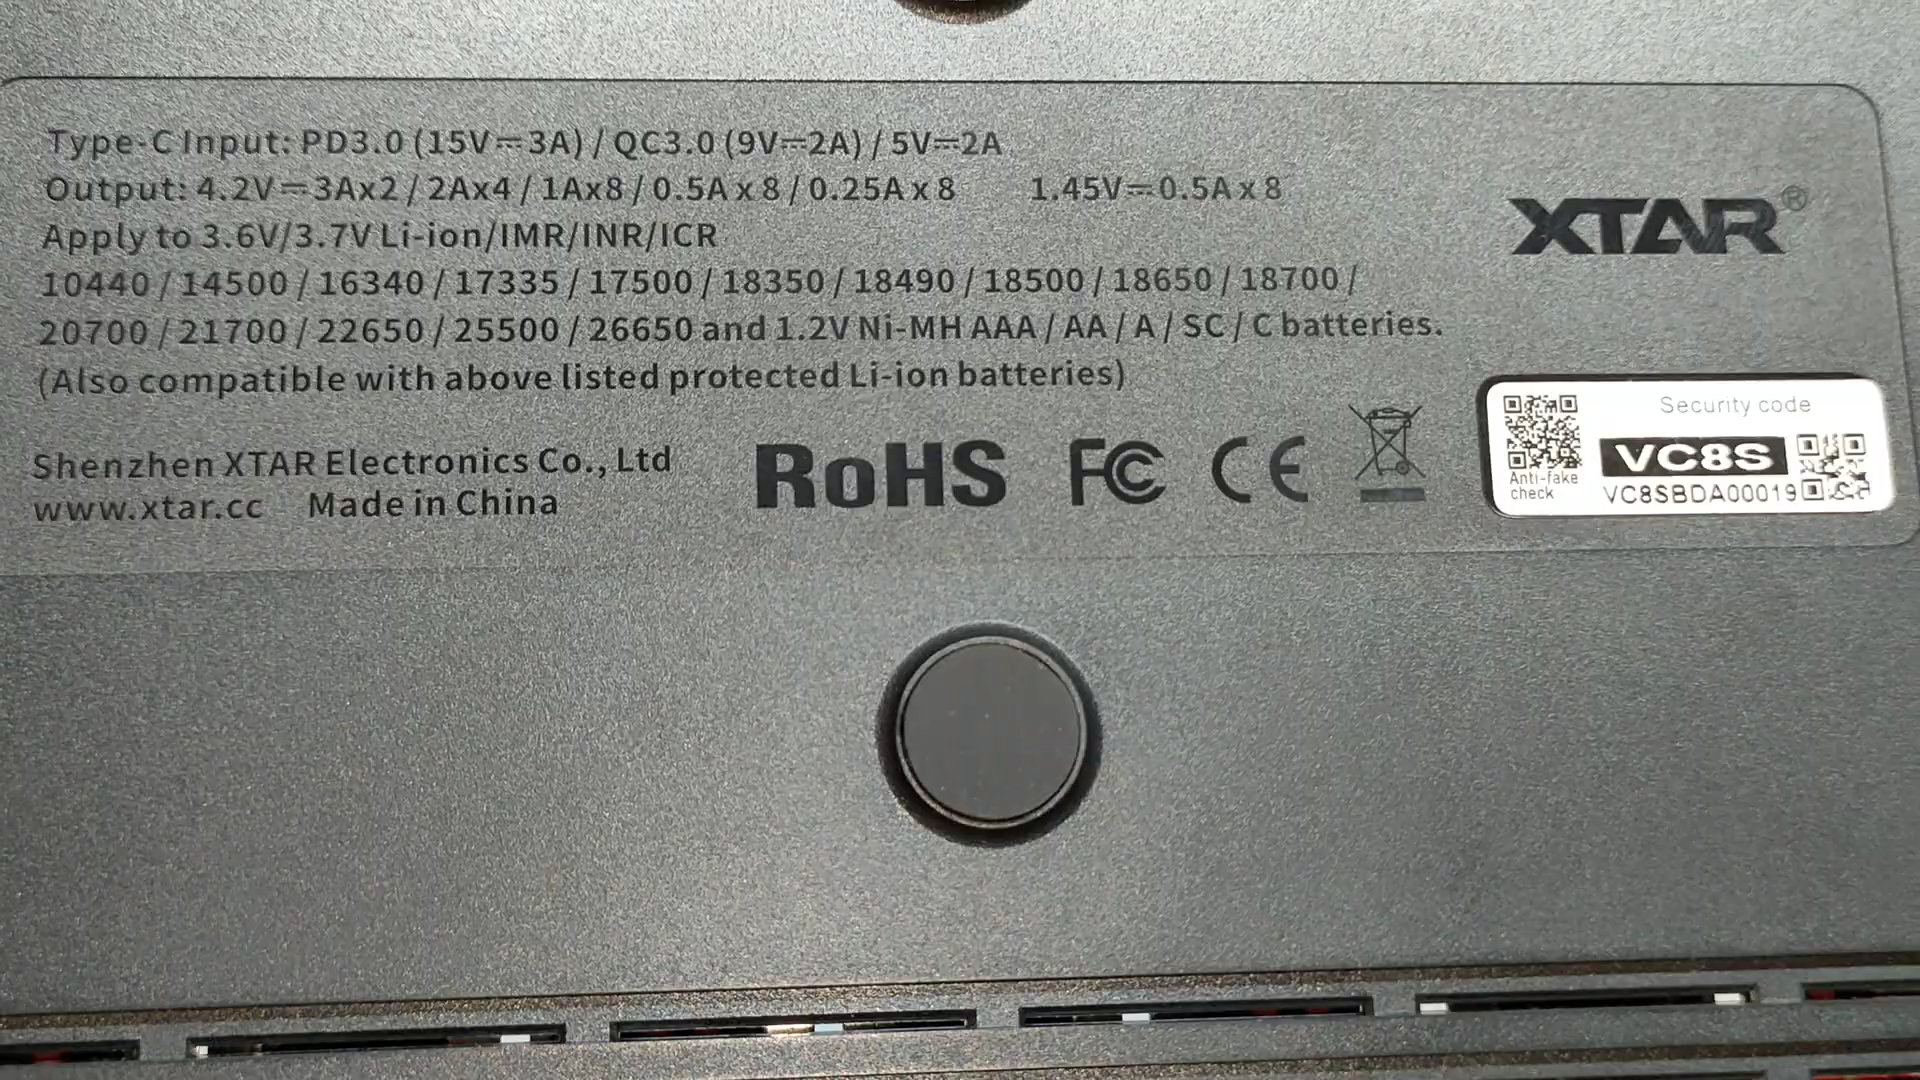 Type-C Input: PD3.0 (15V⎓3A) / QC3.0 (9V⎓2A) / 5V⎓2A
Output: 4.2V⎓3Ax2 / 2Ax4 / 1Ax8 / 0.5A x 8 / 0.25A x 8 1.45V⎓0.5A x 8
Apply to 3.6V/3.7V Li-ion/IMR/INR/ICR
10440 / 14500 / 16340 / 17335 / 17500 / 18350 / 18490 / 18500 / 18650 / 18700 /
20700 / 21700 / 22650 / 25500 / 26650 and 1.2V Ni-MH AAA / AA / A / SC / C batteries.
(Also compatible with above listed protected Li-ion batteries)
Shenzhen XTAR Electronics Co., Ltd
www.xtar.cc Made in China
RoHS FC CE
XTAR®
Security code
VC8S
Anti-fake
check
VC8SBDA00019